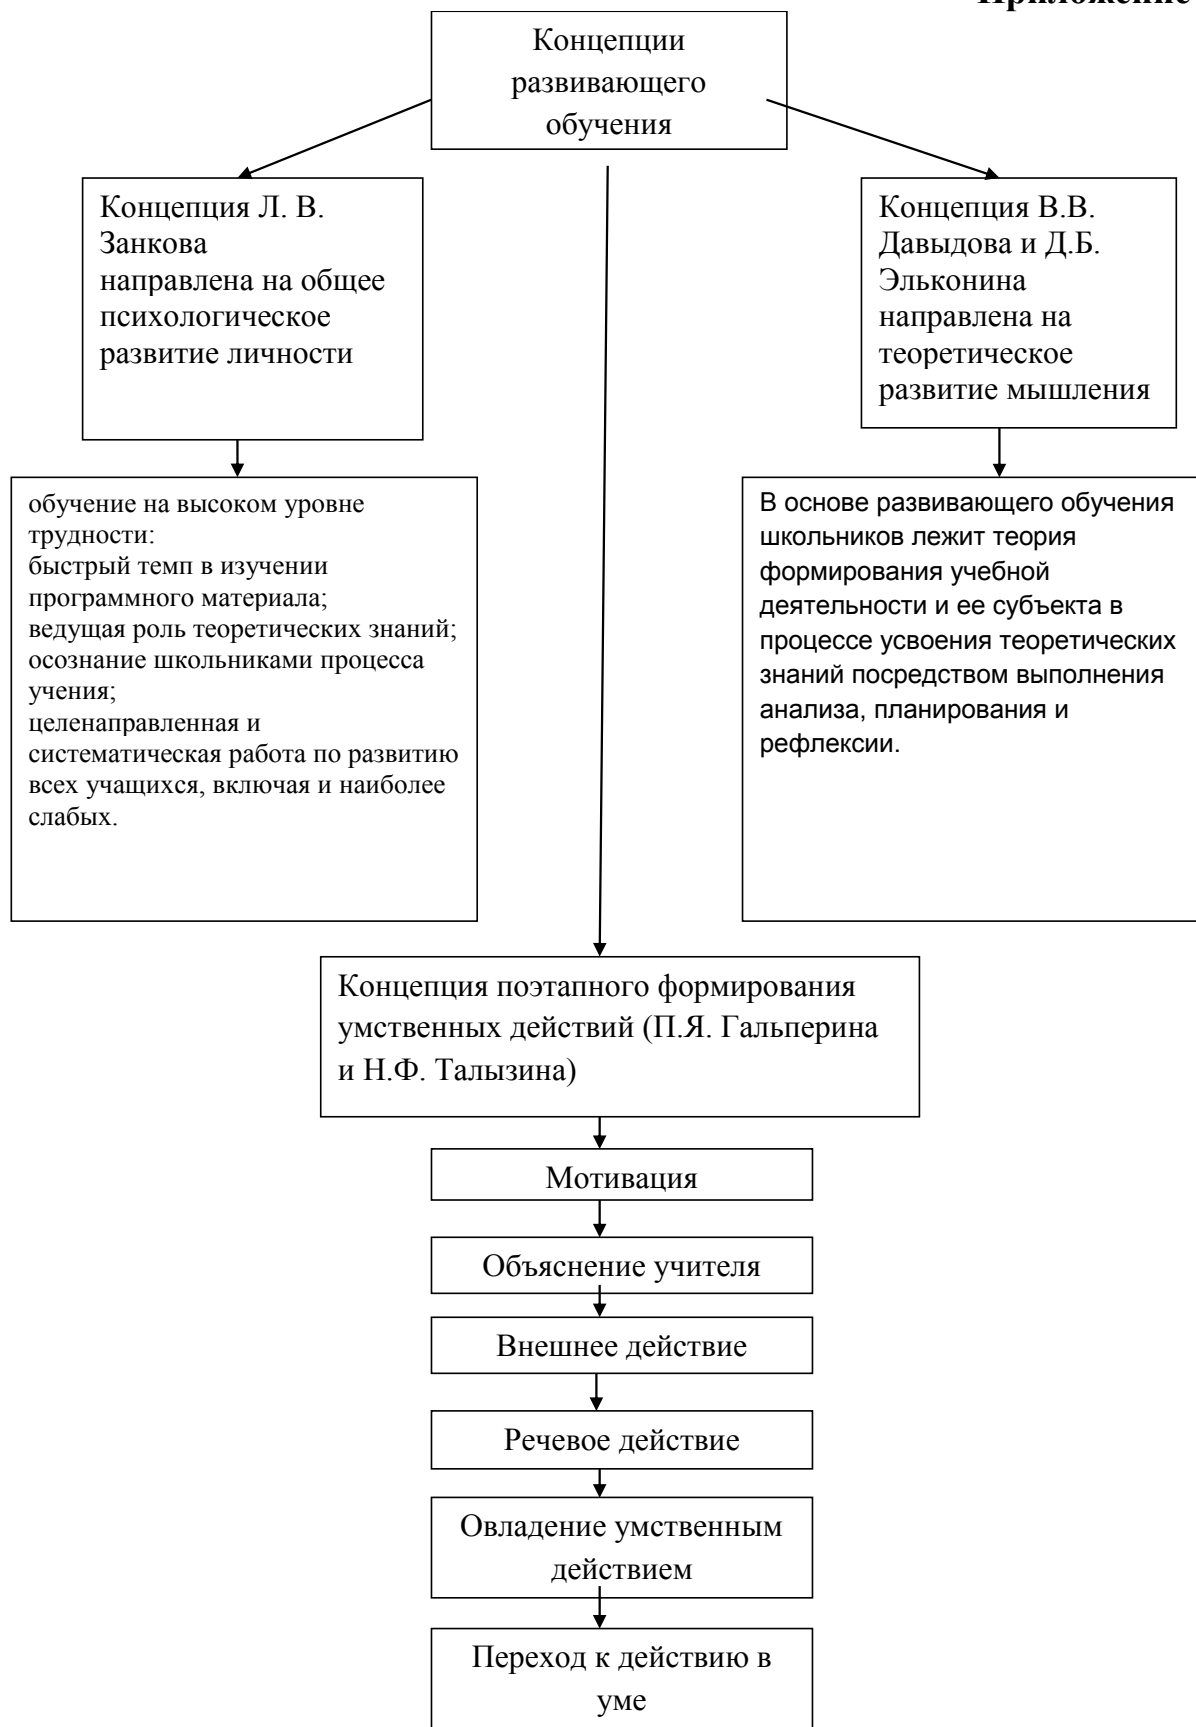 Приложение
Концепции
развивающего
обучения
Концепция Л. В.
Занкова
направлена на общее
психологическое
развитие личности
Концепция В.В.
Давыдова и Д.Б.
Эльконина
направлена на
теоретическое
развитие мышления
обучение на высоком уровне
трудности:
быстрый темп в изучении
программного материала;
ведущая роль теоретических знаний;
осознание школьниками процесса
учения;
целенаправленная и
систематическая работа по развитию
всех учащихся, включая и наиболее
слабых.
В основе развивающего обучения
школьников лежит теория
формирования учебной
деятельности и ее субъекта в
процессе усвоения теоретических
знаний посредством выполнения
анализа, планирования и
рефлексии.
Концепция поэтапного формирования
умственных действий (П.Я. Гальперина
и Н.Ф. Талызина)
Мотивация
Объяснение учителя
Внешнее действие
Речевое действие
Овладение умственным
действием
Переход к действию в
уме